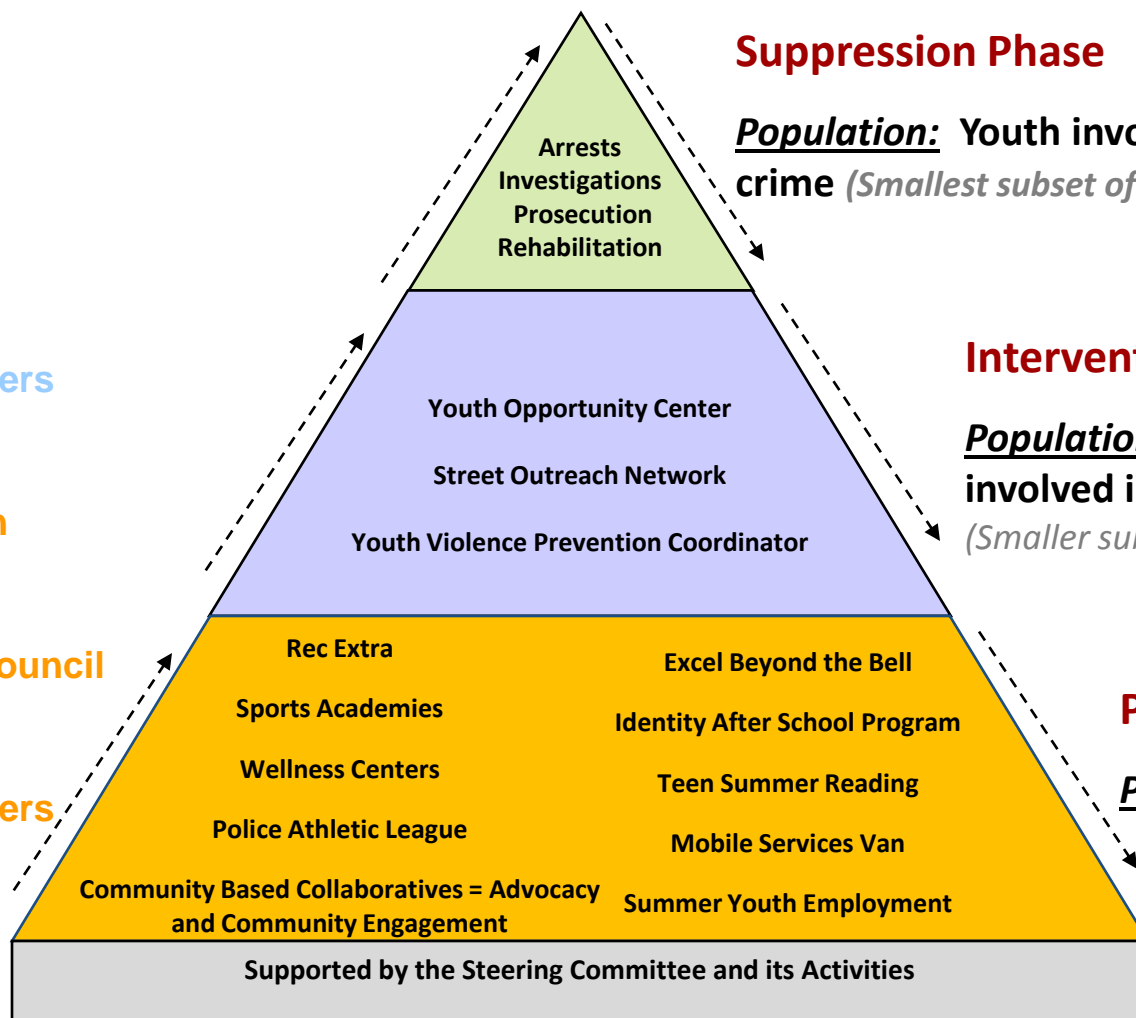 Suppression Phase
Population: Youth invo
crime (Smallest subset of
Arrests
Investigations
Prosecution
Rehabilitation
Intervent
Population
involved i
(Smaller su
ers
Youth Opportunity Center
Street Outreach Network
Youth Violence Prevention Coordinator
n
ouncil
ers
Rec Extra
Sports Academies
Wellness Centers
Police Athletic League
Community Based Collaboratives = Advocacy
and Community Engagement
Excel Beyond the Bell
Identity After School Program
Teen Summer Reading
Mobile Services Van
Summer Youth Employment
P
P
Supported by the Steering Committee and its Activities